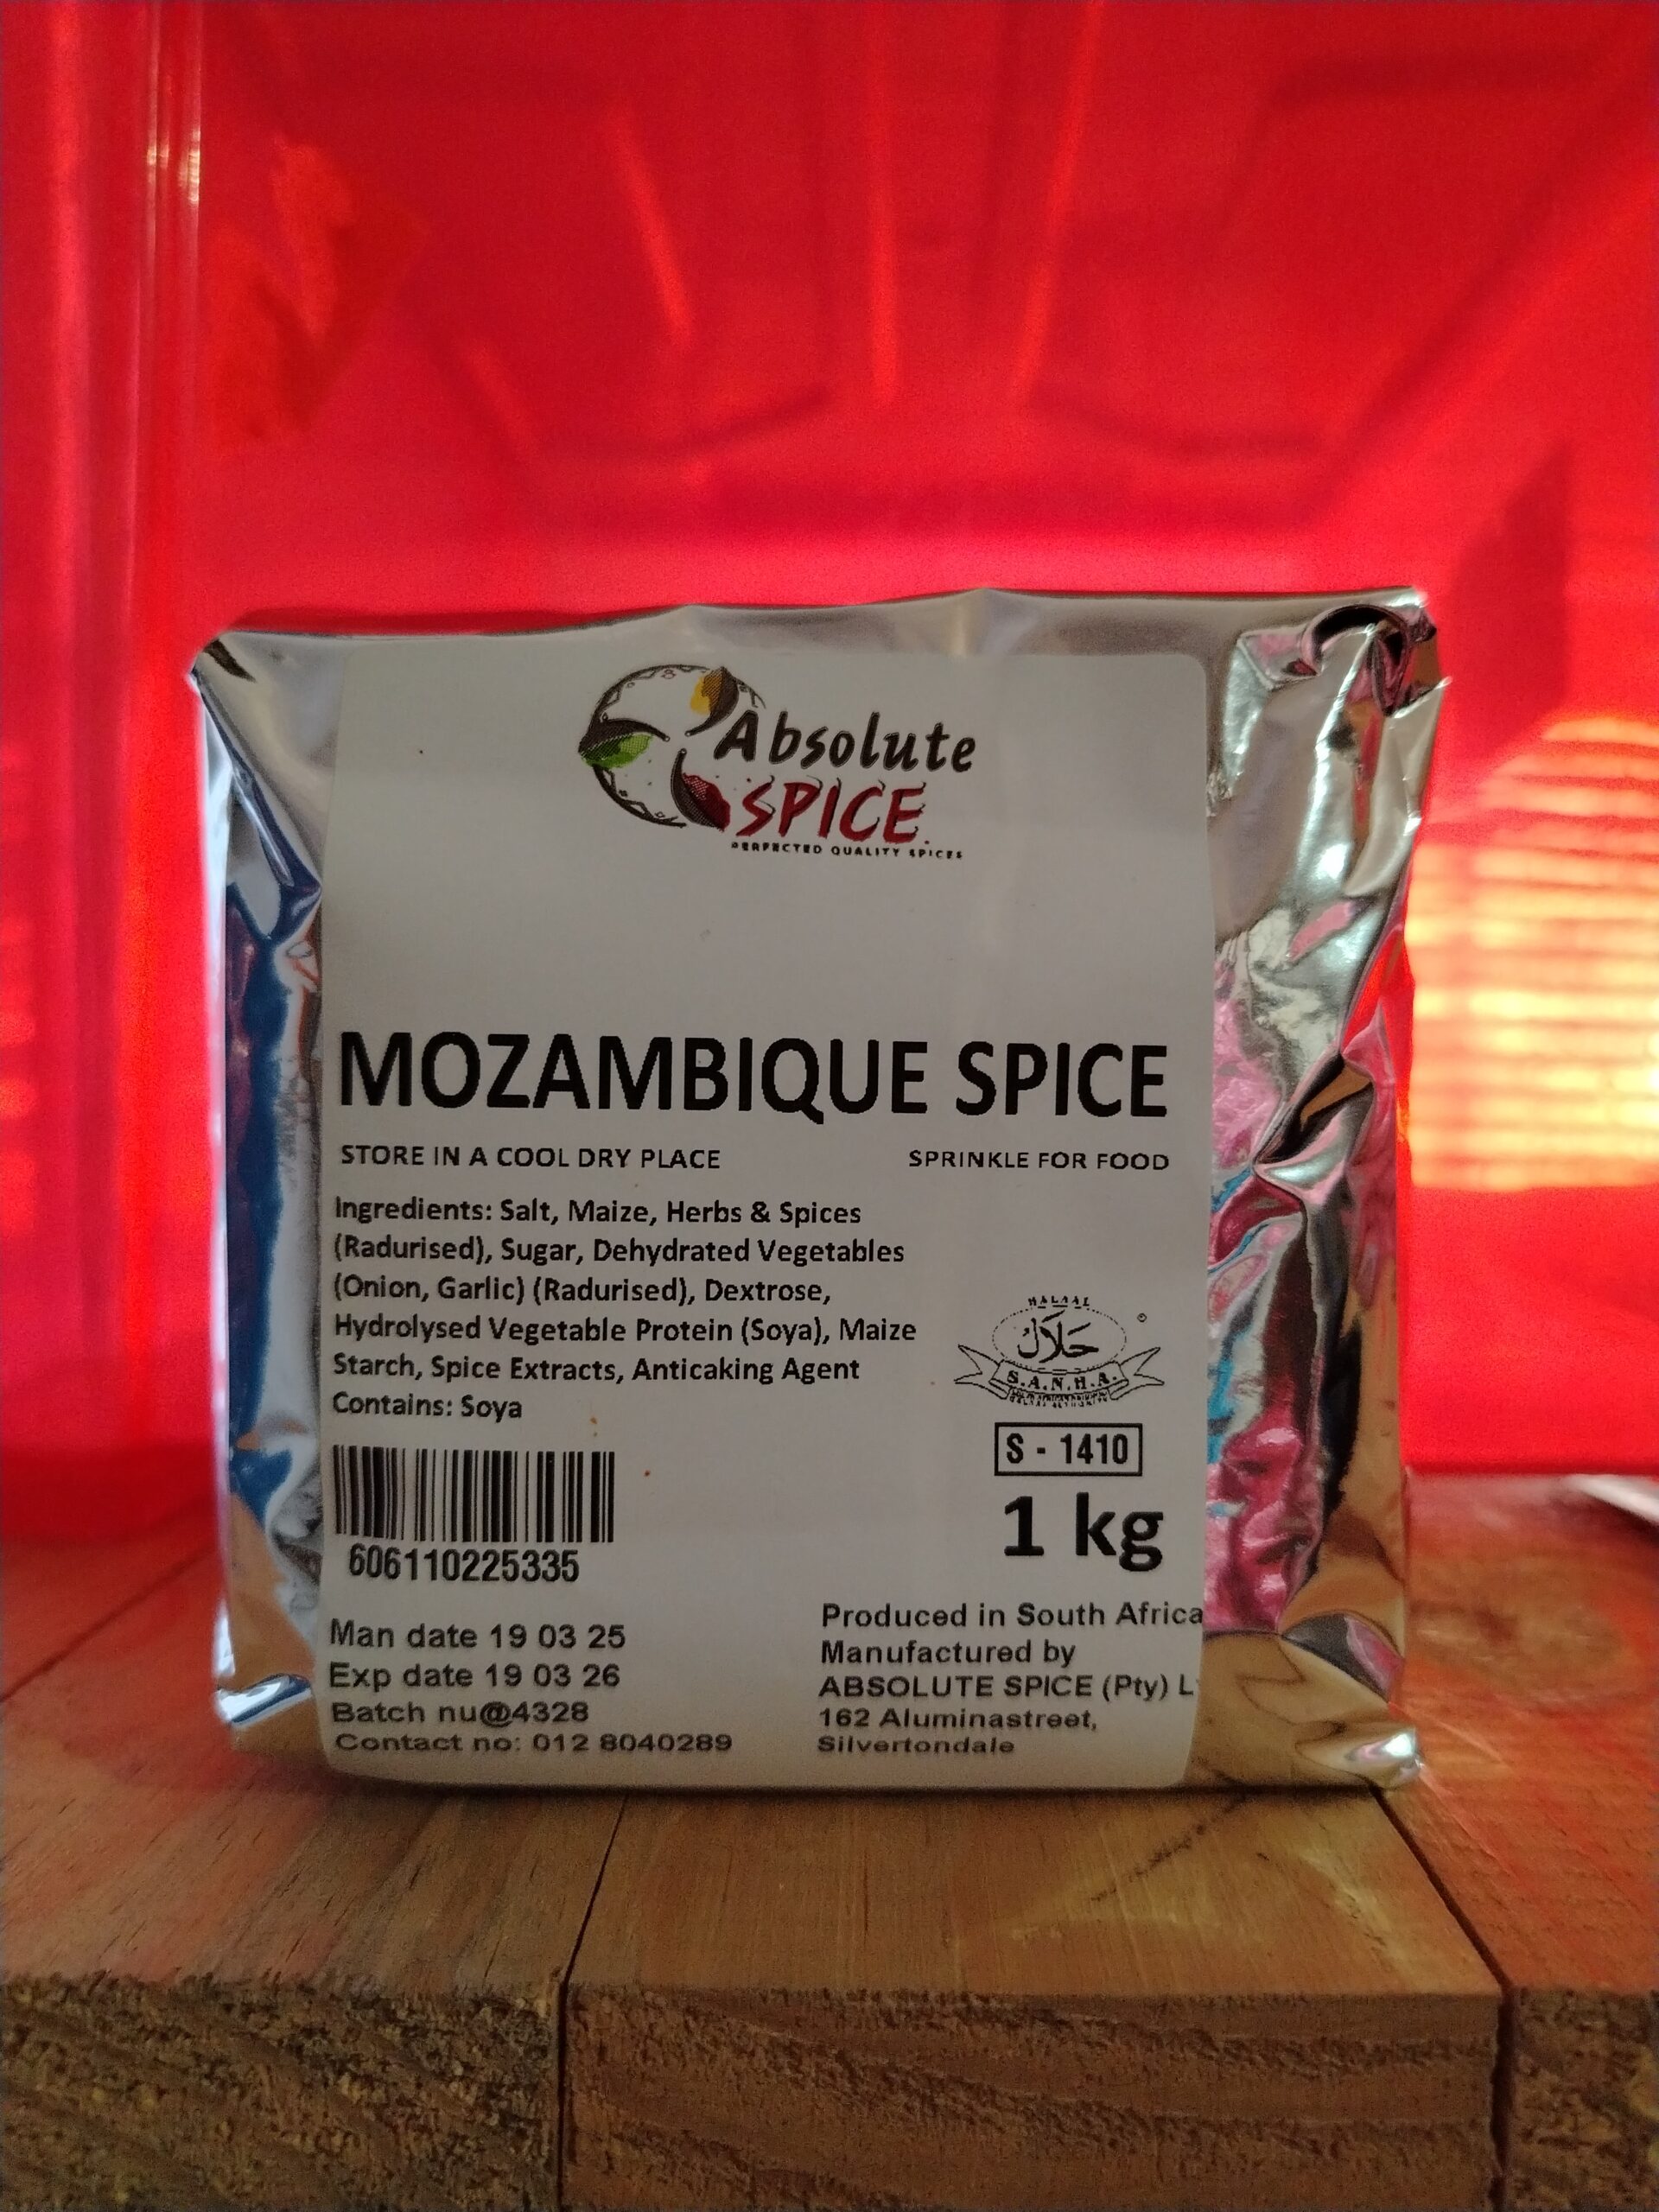 Absolute
SPICE
PERFECTED QUALITY SPICES
MOZAMBIQUE SPICE
STORE IN A COOL DRY PLACE
SPRINKLE FOR FOOD
Ingredients: Salt, Maize, Herbs & Spices
(Radurised), Sugar, Dehydrated Vegetables
(Onion, Garlic) (Radurised), Dextrose,
Hydrolysed Vegetable Protein (Soya), Maize
Starch, Spice Extracts, Anticaking Agent
Contains: Soya
HALAAL
©
حلال
S.A.N.H.A.
S - 1410
1 kg
606110225335
Man date 19 03 25
Exp date 19 03 26
Batch nu@4328
Contact no: 012 8040289
Produced in South Africa
Manufactured by
ABSOLUTE SPICE (Pty) L
162 Aluminastreet,
Silvertondale